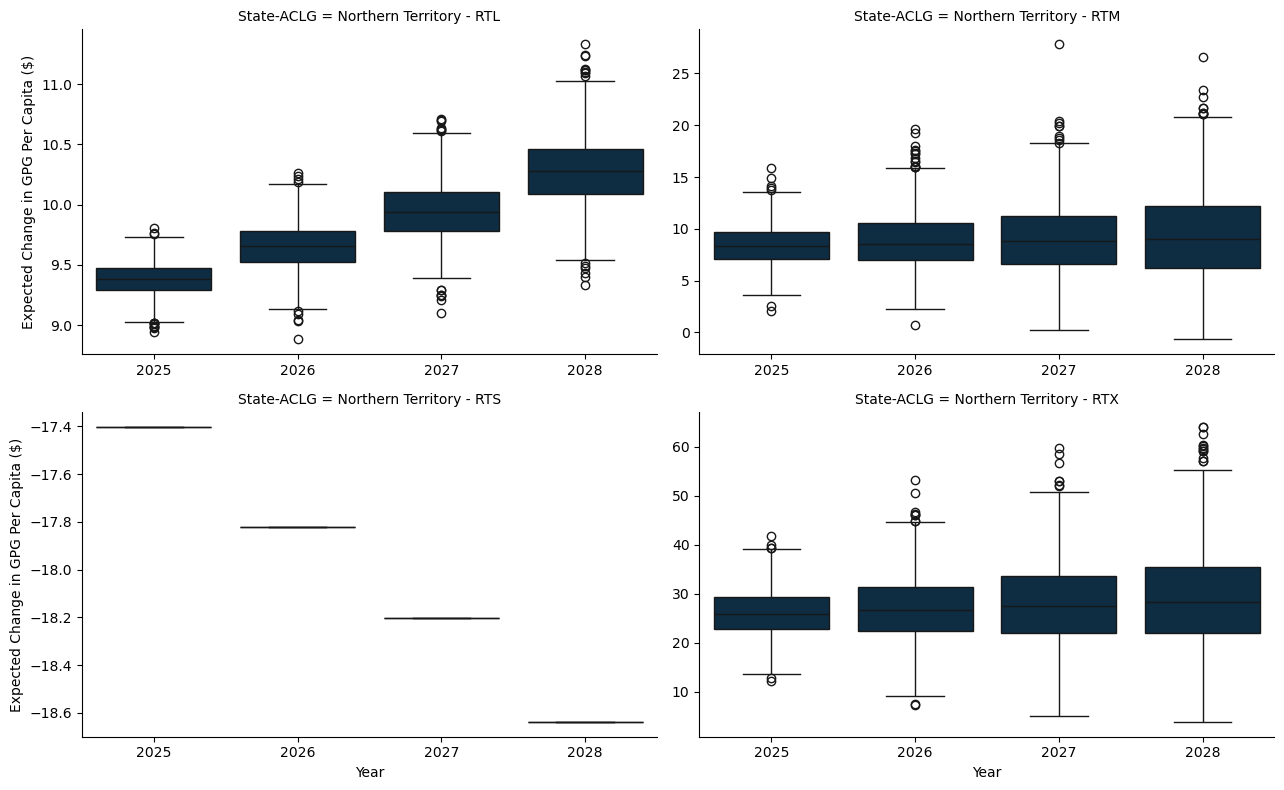 State-ACLG = Northern Territory - RTL
Expected Change in GPG Per Capita ($)
11.0
10.5
10.0
9.5
9.0
2025 2026 2027 2028
State-ACLG = Northern Territory - RTM
25
20
15
10
5
0
2025 2026 2027 2028
State-ACLG = Northern Territory - RTS
Expected Change in GPG Per Capita ($)
−17.4
−17.6
−17.8
−18.0
−18.2
−18.4
−18.6
2025 2026 2027 2028
Year
State-ACLG = Northern Territory - RTX
60
50
40
30
20
10
2025 2026 2027 2028
Year